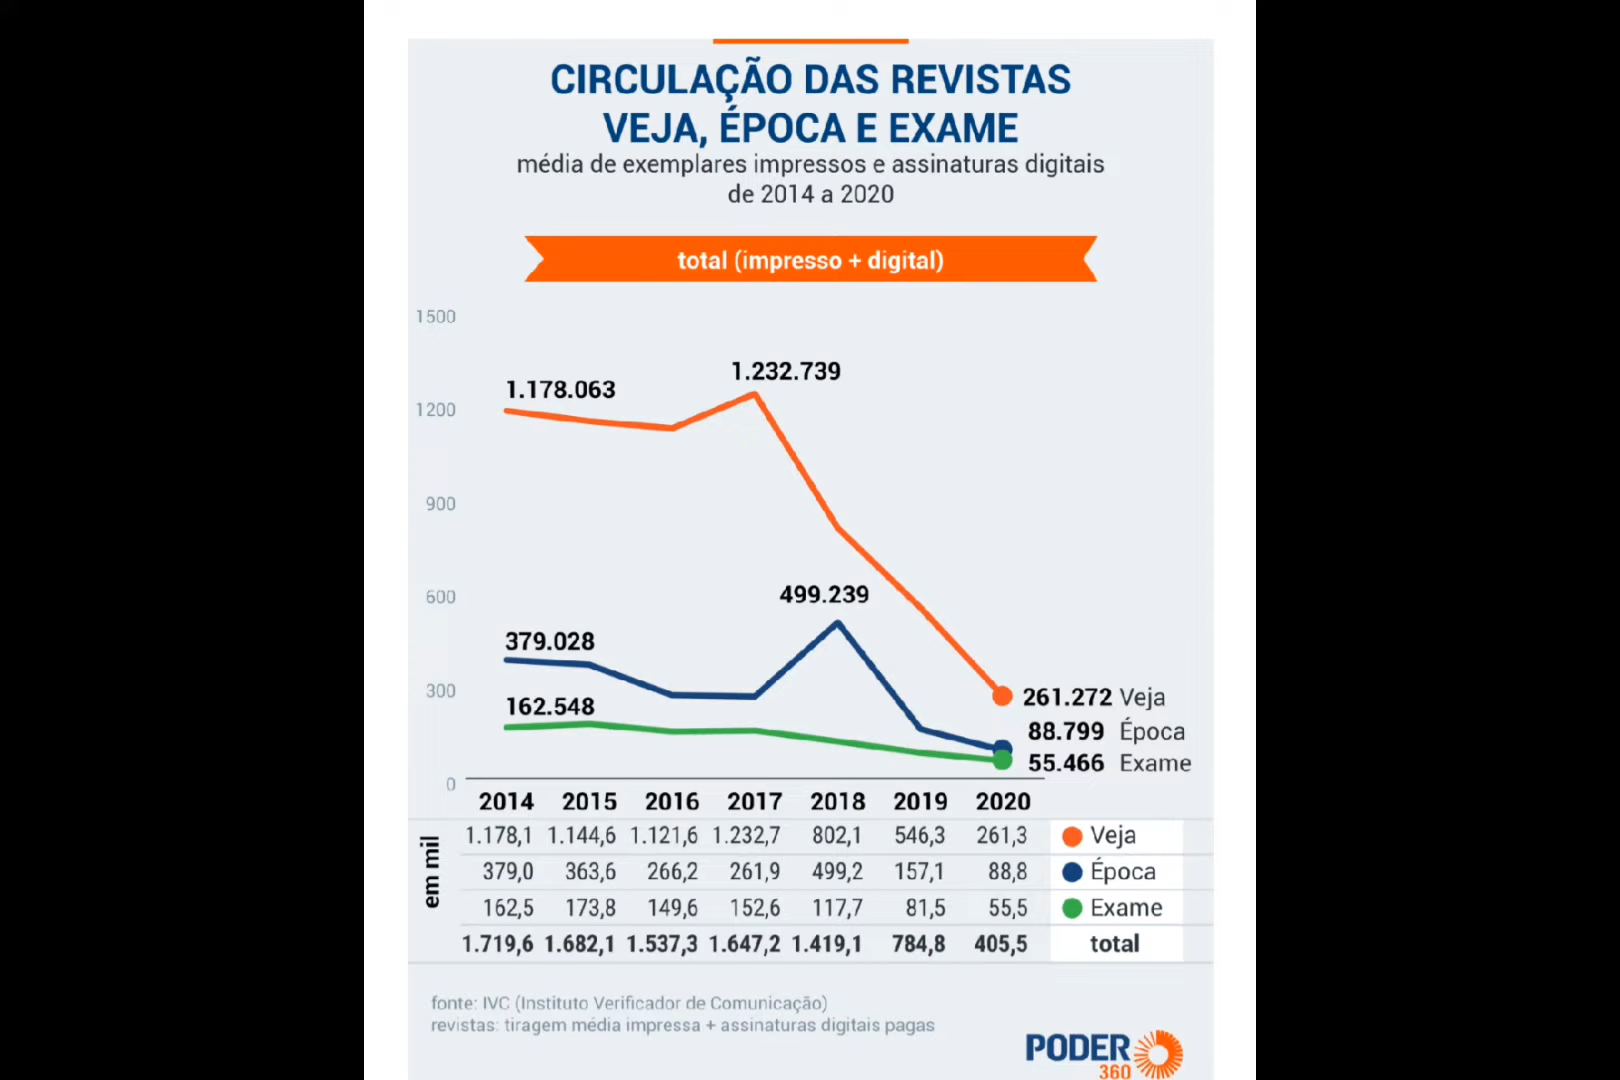 CIRCULAÇÃO DAS REVISTAS
VEJA, ÉPOCA E EXAME
média de exemplares impressos e assinaturas digitais
de 2014 a 2020
total (impresso + digital)
1500
1.232.739
1.178.063
1200
900
600
499.239
379.028
300
162.548
261.272 Veja
88.799 Época
55.466 Exame
0
2014 2015 2016 2017 2018 2019 2020
em mil
1.178,1 1.144,6 1.121,6 1.232,7 802,1 546,3 261,3 Veja
379,0 363,6 266,2 261,9 499,2 157,1 88,8 Época
162,5 173,8 149,6 152,6 117,7 81,5 55,5 Exame
1.719,6 1.682,1 1.537,3 1.647,2 1.419,1 784,8 405,5 total
fonte: IVC (Instituto Verificador de Comunicação)
revistas: tiragem média impressa + assinaturas digitais pagas
PODER
360